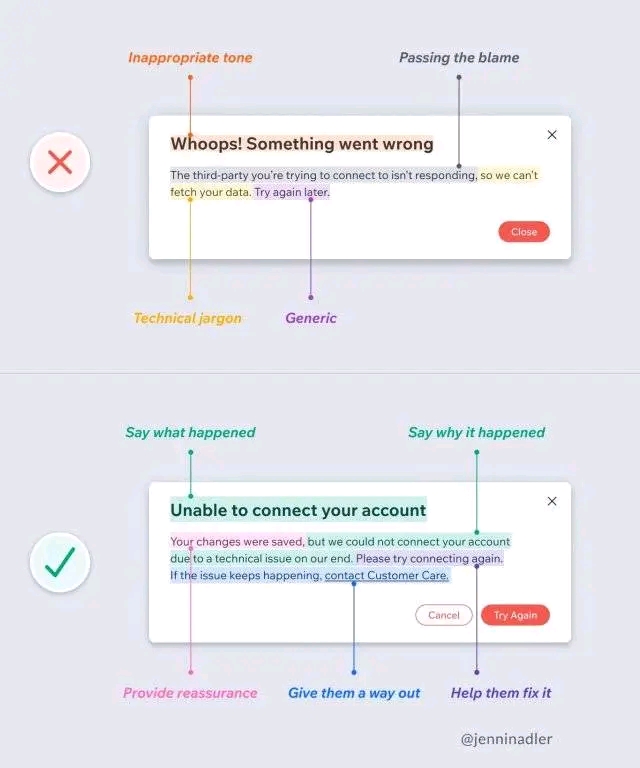 Inappropriate tone
Passing the blame
Whoops! Something went wrong
The third-party you're trying to connect to isn't responding, so we can't
fetch your data. Try again later.
Close
Technical jargon
Generic
Say what happened
Say why it happened
Unable to connect your account
Your changes were saved, but we could not connect your account
due to a technical issue on our end. Please try connecting again.
If the issue keeps happening, contact Customer Care.
Cancel
Try Again
Provide reassurance
Give them a way out
Help them fix it
@jenninadler